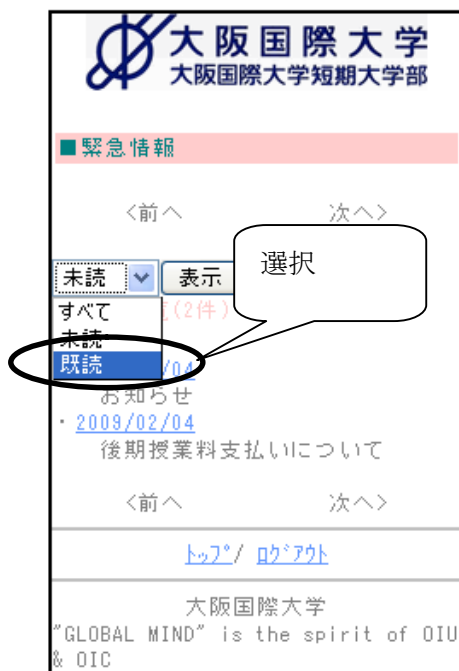 大阪国際大学
大阪国際大学短期大学部
■緊急情報
<前へ 次へ>
選択
未読 表示
すべて (2件)
未読
既読 /04
お知らせ
・2009/02/04
後期授業料支払いについて
<前へ 次へ>
ﾄｯﾌﾟ/ ﾛｸﾞｱｳﾄ
大阪国際大学
"GLOBAL MIND" is the spirit of OIU
& OIC